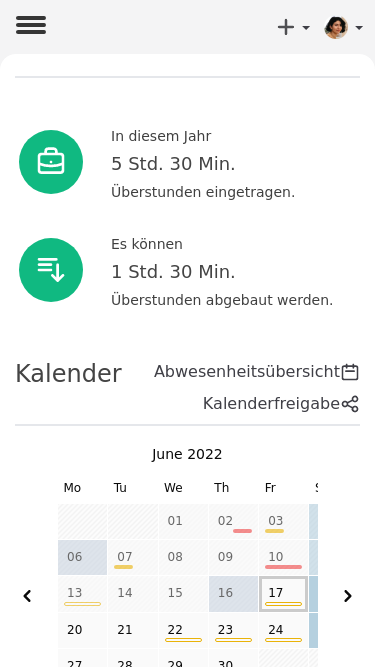 In diesem Jahr
5 Std. 30 Min.
Überstunden eingetragen.
Es können
1 Std. 30 Min.
Überstunden abgebaut werden.
Kalender
Abwesenheitsübersicht
Kalenderfreigabe
June 2022
Mo Tu We Th Fr
01 02 03
06 07 08 09 10
13 14 15 16 17
20 21 22 23 24
27 28 29 30